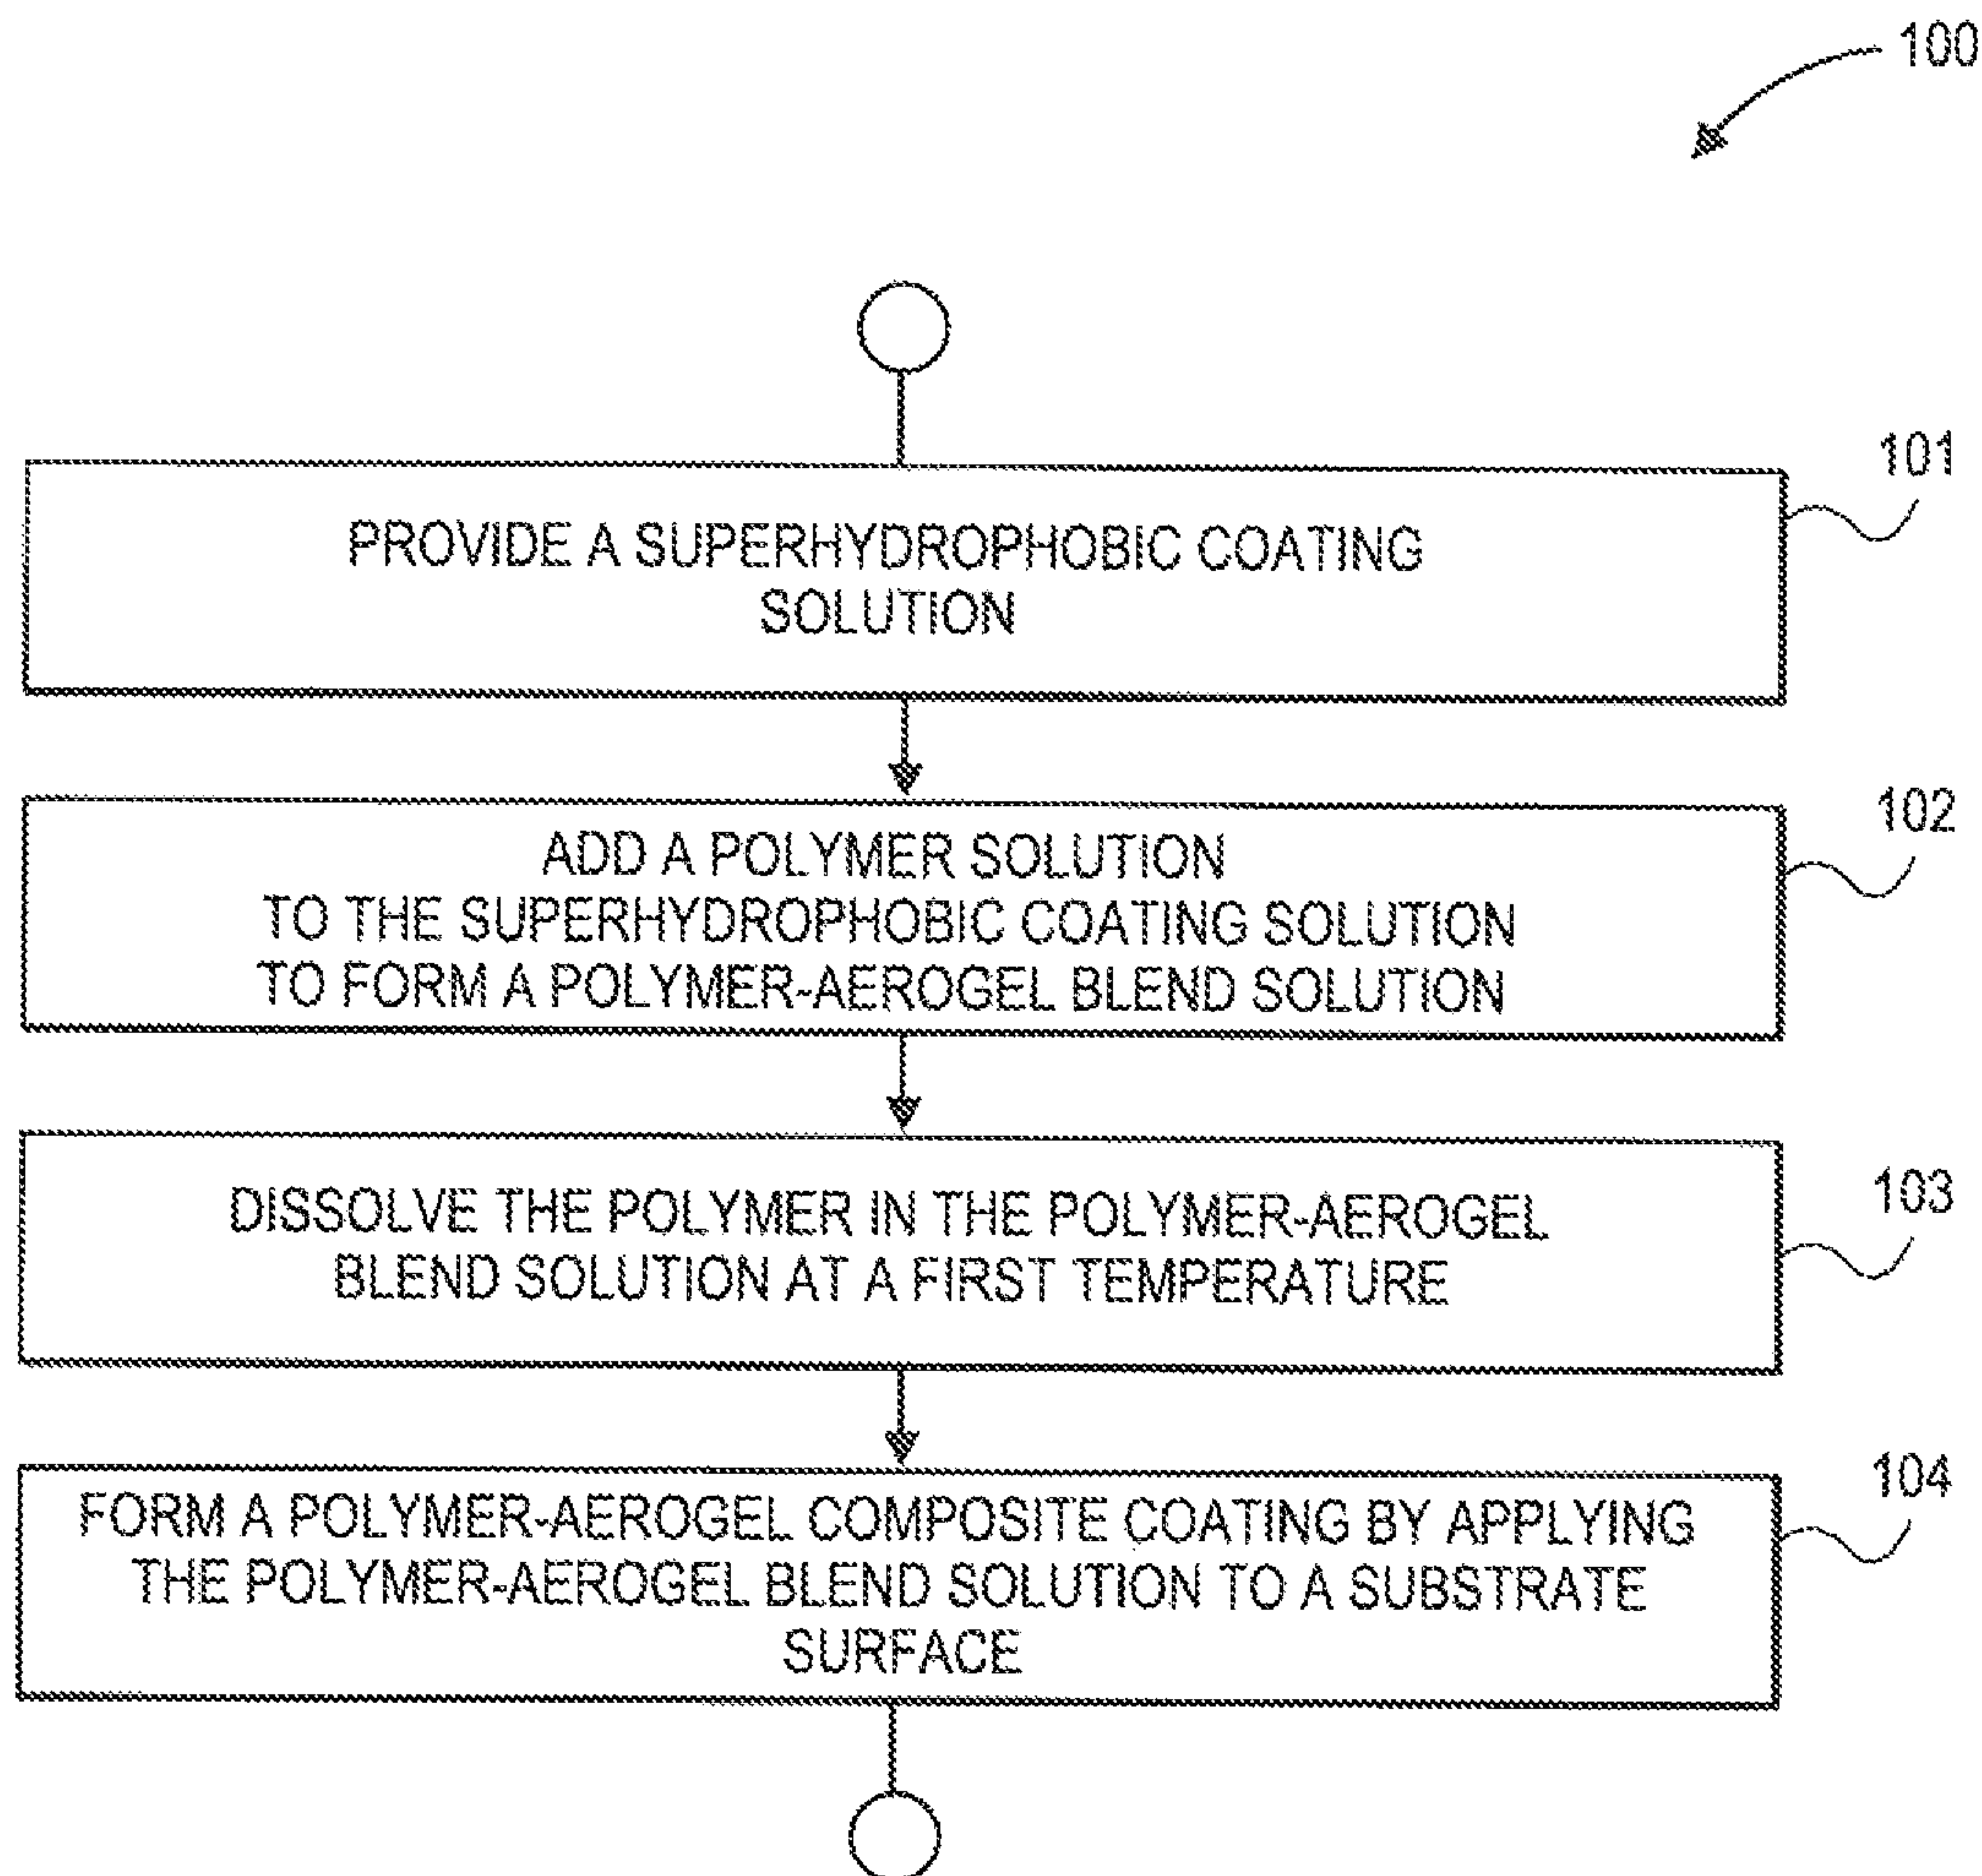 100
101
PROVIDE A SUPERHYDROPHOBIC COATING
SOLUTION
102
ADD A POLYMER SOLUTION
TO THE SUPERHYDROPHOBIC COATING SOLUTION
TO FORM A POLYMER-AEROGEL BLEND SOLUTION
103
DISSOLVE THE POLYMER IN THE POLYMER-AEROGEL
BLEND SOLUTION AT A FIRST TEMPERATURE
104
FORM A POLYMER-AEROGEL COMPOSITE COATING BY APPLYING
THE POLYMER-AEROGEL BLEND SOLUTION TO A SUBSTRATE
SURFACE